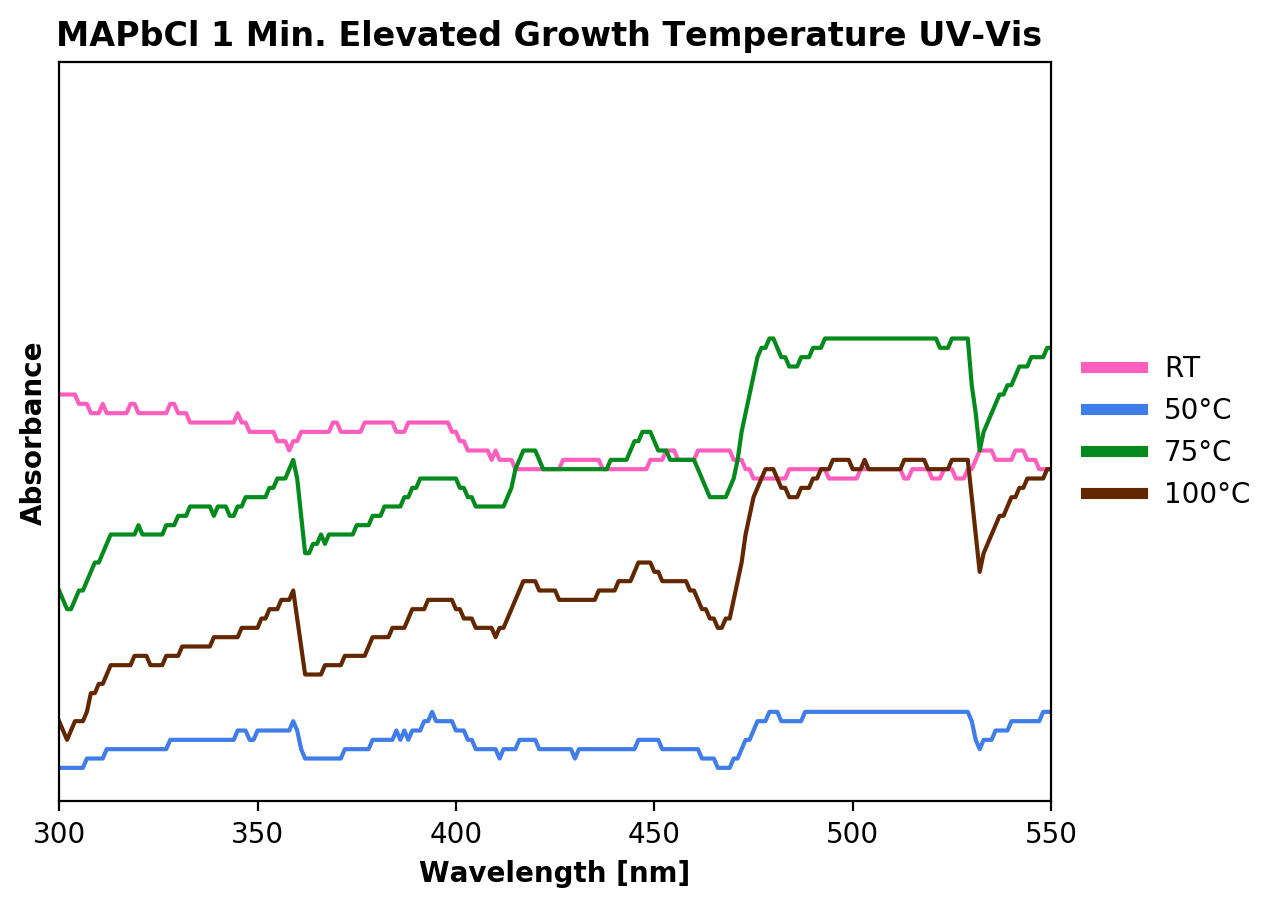 MAPbCl 1 Min. Elevated Growth Temperature UV-Vis
Absorbance
RT
50°C
75°C
100°C
300 350 400 450 500 550
Wavelength [nm]